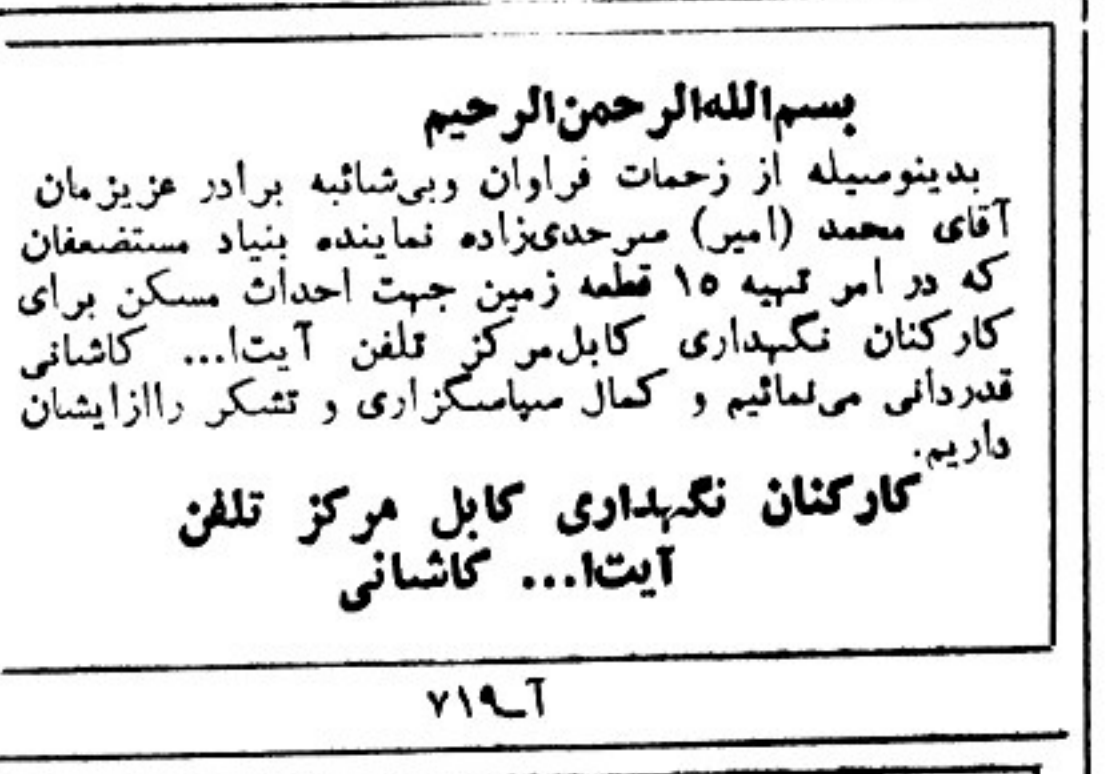 بسم‌الله‌الرحمن‌الرحیم
بدینوسیله از زحمات فراوان وبی‌شائبه برادر عزیزمان
آقای محمد (امیر) سرحدی‌زاده نماینده بنیاد مستضعفان
که در امر تهیه ۱۵ قطعه زمین جهت احداث مسکن برای
کارکنان نگهداری کابل‌مرکز تلفن آیت‌ا... کاشانی
قدردانی می‌نمائیم و کمال سپاسگزاری و تشکر راازایشان
داریم.
کارکنان نگهداری کابل مرکز تلفن
آیت‌ا... کاشانی
آ–۷۱۹